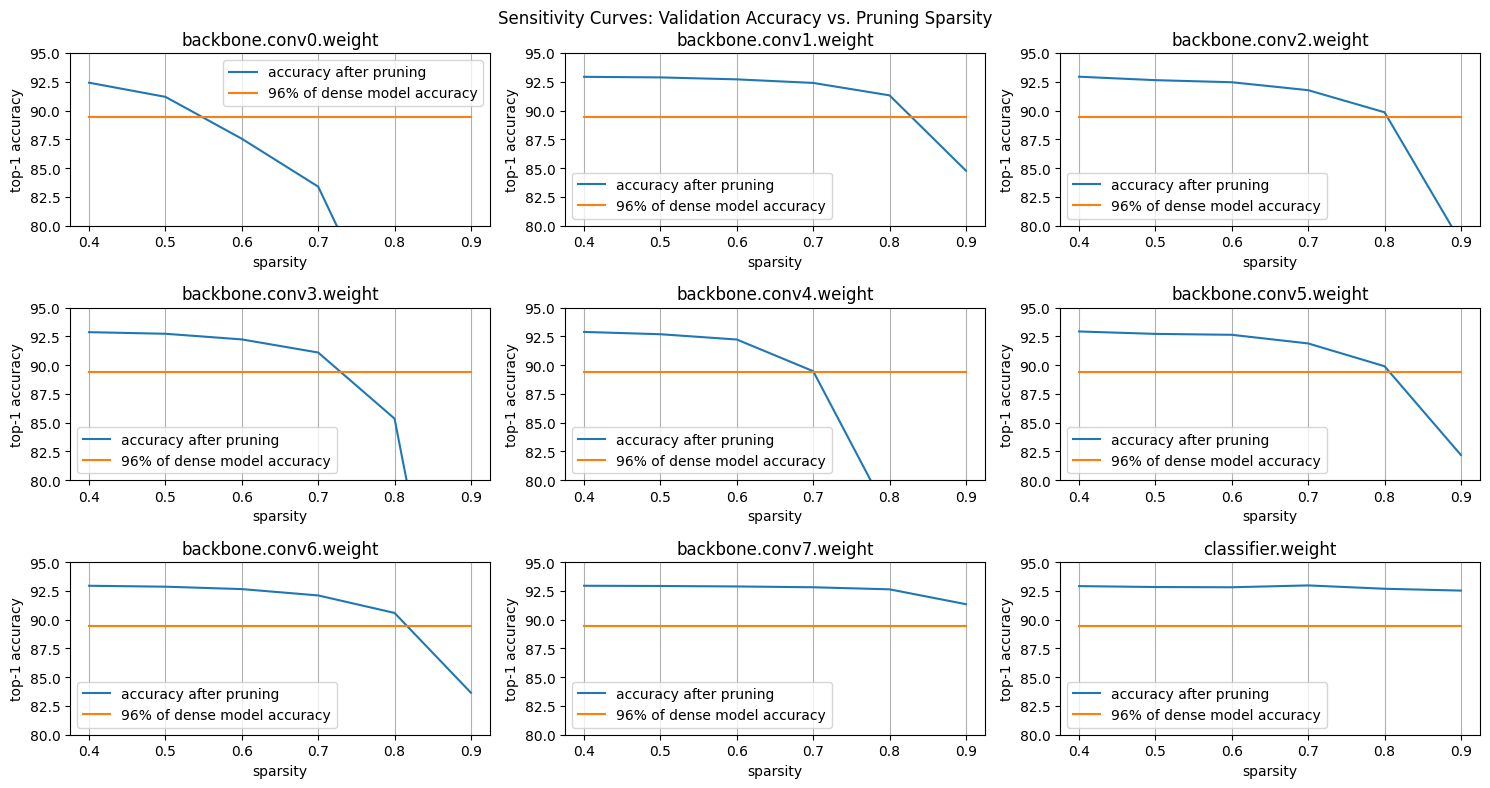 Sensitivity Curves: Validation Accuracy vs. Pruning Sparsity
backbone.conv0.weight
95.0
92.5
90.0
87.5
85.0
82.5
80.0
top-1 accuracy
accuracy after pruning
96% of dense model accuracy
0.4 0.5 0.6 0.7 0.8 0.9
sparsity
backbone.conv1.weight
95.0
92.5
90.0
87.5
85.0
82.5
80.0
top-1 accuracy
accuracy after pruning
96% of dense model accuracy
0.4 0.5 0.6 0.7 0.8 0.9
sparsity
backbone.conv2.weight
95.0
92.5
90.0
87.5
85.0
82.5
80.0
top-1 accuracy
accuracy after pruning
96% of dense model accuracy
0.4 0.5 0.6 0.7 0.8 0.9
sparsity
backbone.conv3.weight
95.0
92.5
90.0
87.5
85.0
82.5
80.0
top-1 accuracy
accuracy after pruning
96% of dense model accuracy
0.4 0.5 0.6 0.7 0.8 0.9
sparsity
backbone.conv4.weight
95.0
92.5
90.0
87.5
85.0
82.5
80.0
top-1 accuracy
accuracy after pruning
96% of dense model accuracy
0.4 0.5 0.6 0.7 0.8 0.9
sparsity
backbone.conv5.weight
95.0
92.5
90.0
87.5
85.0
82.5
80.0
top-1 accuracy
accuracy after pruning
96% of dense model accuracy
0.4 0.5 0.6 0.7 0.8 0.9
sparsity
backbone.conv6.weight
95.0
92.5
90.0
87.5
85.0
82.5
80.0
top-1 accuracy
accuracy after pruning
96% of dense model accuracy
0.4 0.5 0.6 0.7 0.8 0.9
sparsity
backbone.conv7.weight
95.0
92.5
90.0
87.5
85.0
82.5
80.0
top-1 accuracy
accuracy after pruning
96% of dense model accuracy
0.4 0.5 0.6 0.7 0.8 0.9
sparsity
classifier.weight
95.0
92.5
90.0
87.5
85.0
82.5
80.0
top-1 accuracy
accuracy after pruning
96% of dense model accuracy
0.4 0.5 0.6 0.7 0.8 0.9
sparsity